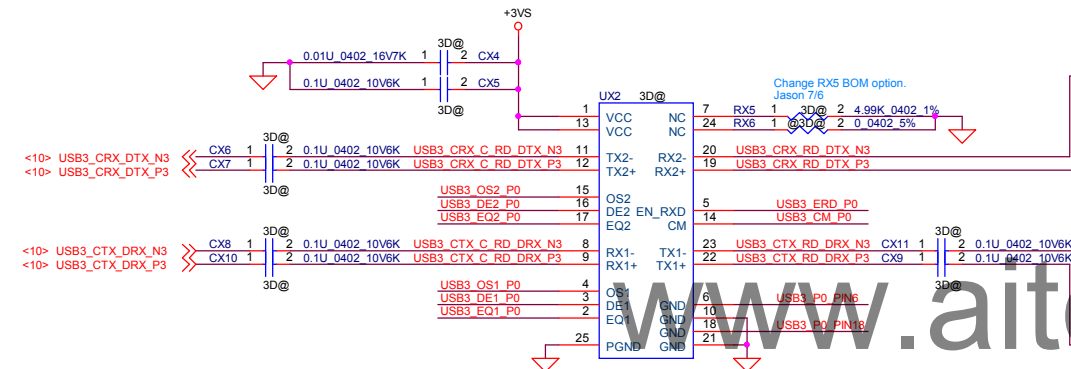 +3VS
3D@
0.01U_0402_16V7K 1 2 CX4
0.1U_0402_10V6K 1 2 CX5
3D@
Change RX5 BOM option.
Jason 7/6
UX2 3D@
1 VCC NC 7 RX5 1 3D@ 2 4.99K_0402_1%
13 VCC NC 24 RX6 1 @3D@ 2 0_0402_5%
3D@
<10> USB3_CRX_DTX_N3 CX6 1 2 0.1U_0402_10V6K USB3_CRX_C_RD_DTX_N3 11 TX2- RX2- 20 USB3_CRX_RD_DTX_N3
<10> USB3_CRX_DTX_P3 CX7 1 2 0.1U_0402_10V6K USB3_CRX_C_RD_DTX_P3 12 TX2+ RX2+ 19 USB3_CRX_RD_DTX_P3
3D@
USB3_OS2_P0 15 OS2
USB3_DE2_P0 16 DE2 EN_RXD 5 USB3_ERD_P0
USB3_EQ2_P0 17 EQ2 CM 14 USB3_CM_P0
3D@ 3D@
<10> USB3_CTX_DRX_N3 CX8 1 2 0.1U_0402_10V6K USB3_CTX_C_RD_DRX_N3 8 RX1- TX1- 23 USB3_CTX_RD_DRX_N3 CX11 1 2 0.1U_0402_10V6K
<10> USB3_CTX_DRX_P3 CX10 1 2 0.1U_0402_10V6K USB3_CTX_C_RD_DRX_P3 9 RX1+ TX1+ 22 USB3_CTX_RD_DRX_P3 CX9 1 2 0.1U_0402_10V6K
3D@ 3D@
USB3_OS1_P0 4 OS1
USB3_DE1_P0 3 DE1 GND 6 USB3_P0_PIN6
USB3_EQ1_P0 2 EQ1 GND 10
GND 18 USB3_P0_PIN18
25 PGND GND 21
www.aite